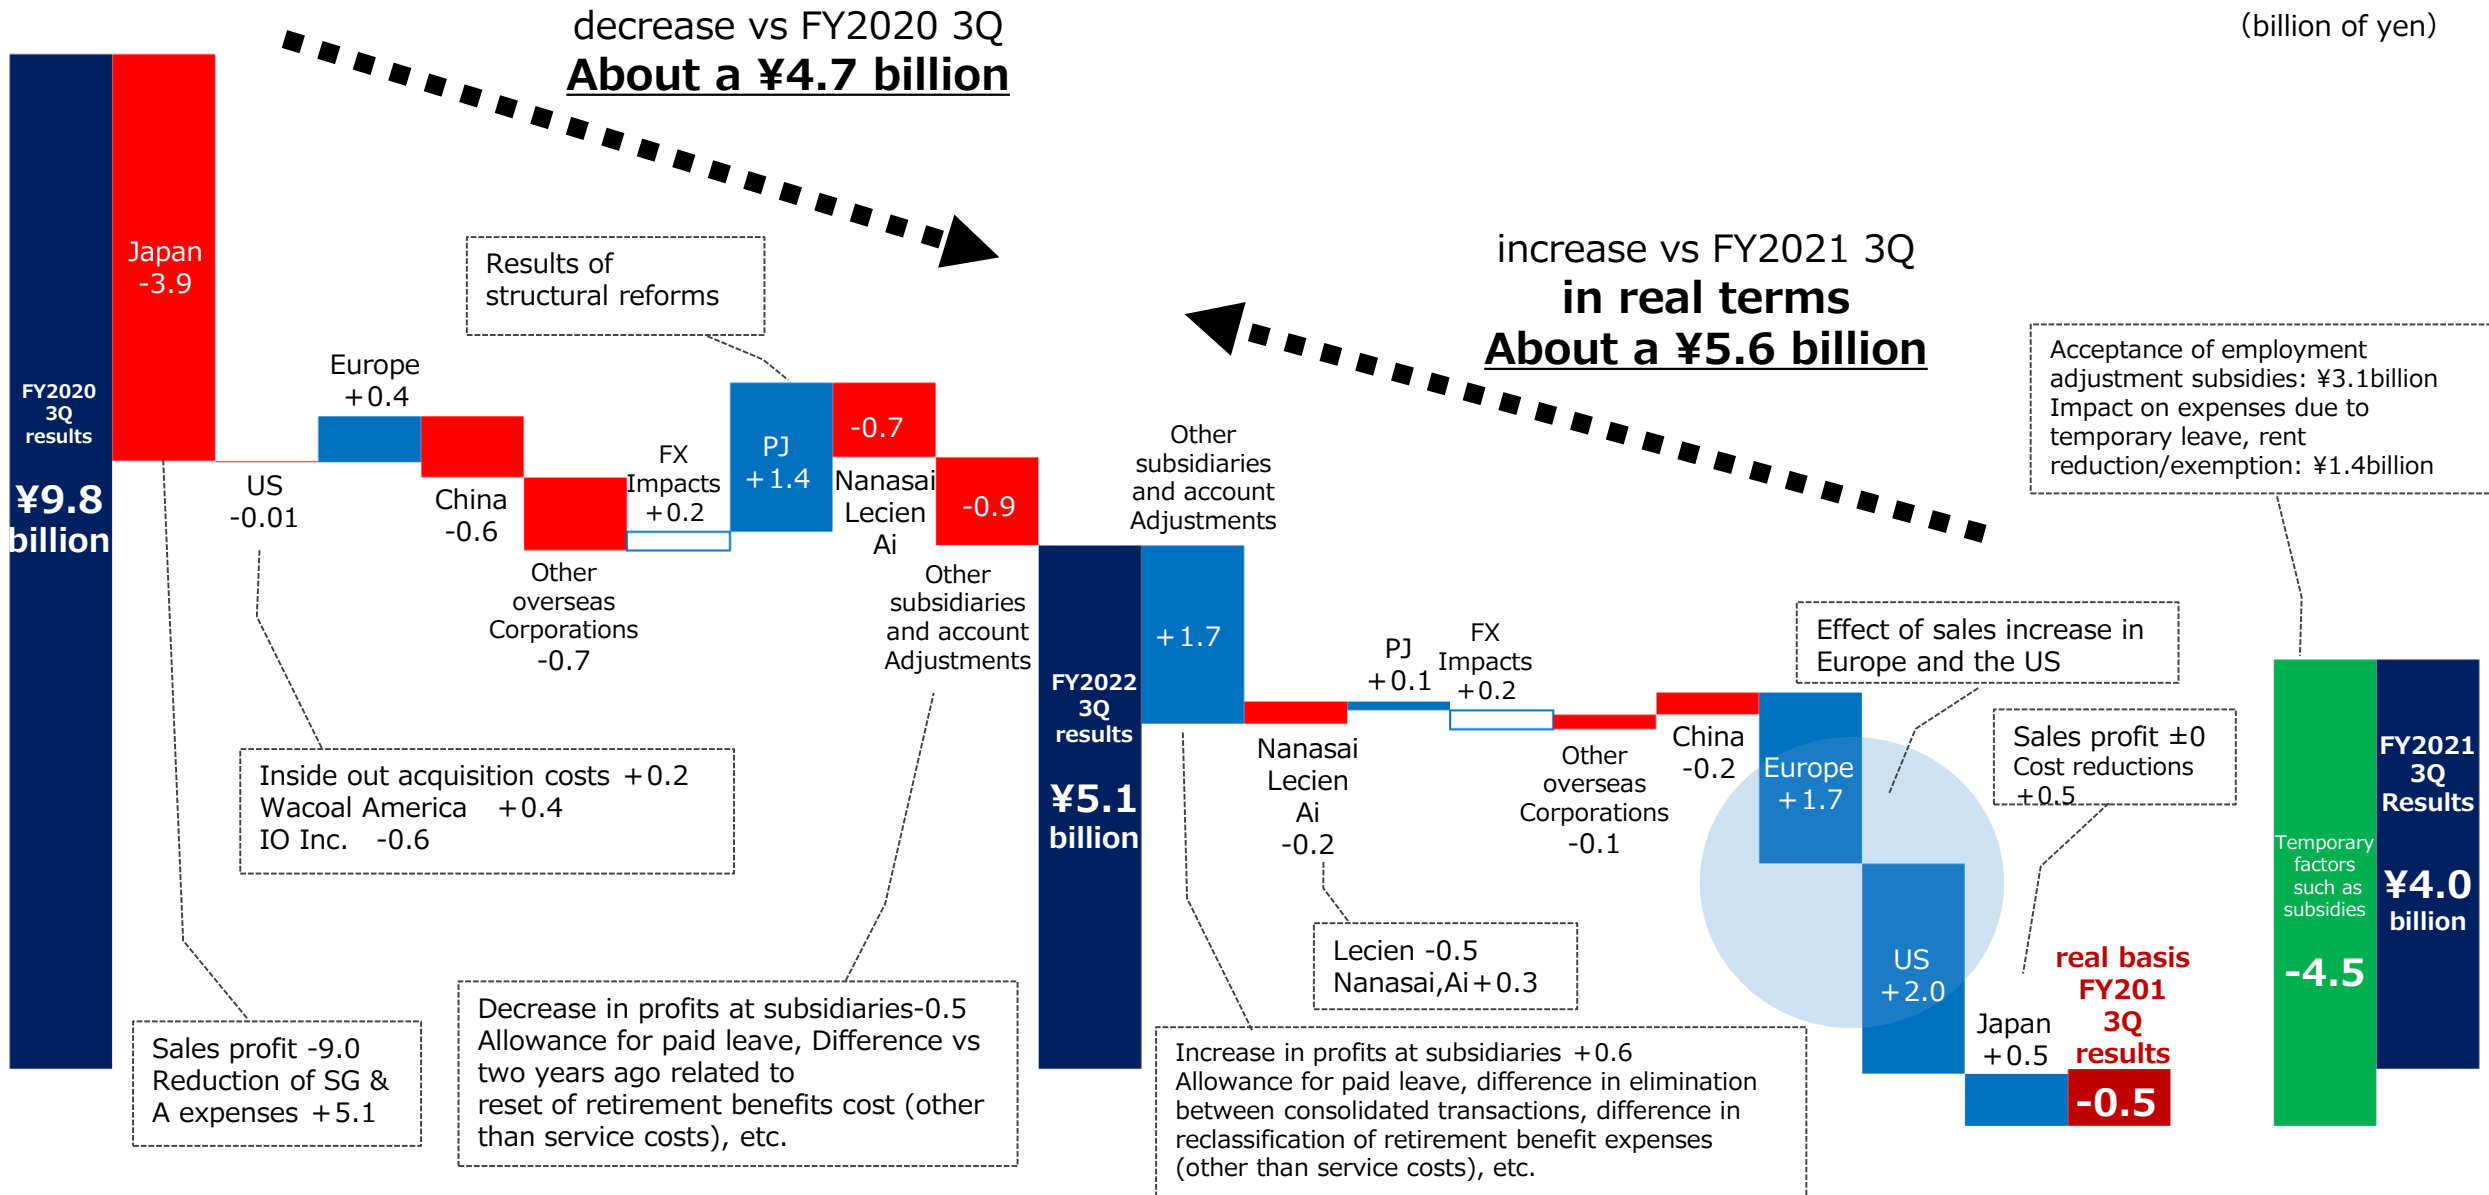 (billion of yen)
decrease vs FY2020 3Q
About a ¥4.7 billion
increase vs FY2021 3Q
in real terms
About a ¥5.6 billion
FY2020
3Q
results
¥9.8
billion
Japan
-3.9
US
-0.01
Europe
+0.4
China
-0.6
Other
overseas
Corporations
-0.7
FX
Impacts
+0.2
Results of
structural reforms
PJ
+1.4
-0.7
Nanasai
Lecien
Ai
-0.9
Other
subsidiaries
and account
Adjustments
FY2022
3Q
results
¥5.1
billion
Other
subsidiaries
and account
Adjustments
+1.7
Nanasai
Lecien
Ai
-0.2
PJ
+0.1
FX
Impacts
+0.2
Other
overseas
Corporations
-0.1
China
-0.2
Europe
+1.7
US
+2.0
Japan
+0.5
real basis
FY201
3Q
results
-0.5
Temporary
factors
such as
subsidies
-4.5
FY2021
3Q
Results
¥4.0
billion
Acceptance of employment
adjustment subsidies: ¥3.1billion
Impact on expenses due to
temporary leave, rent
reduction/exemption: ¥1.4billion
Effect of sales increase in
Europe and the US
Sales profit ±0
Cost reductions
+0.5
Inside out acquisition costs +0.2
Wacoal America +0.4
IO Inc. -0.6
Sales profit -9.0
Reduction of SG &
A expenses +5.1
Decrease in profits at subsidiaries-0.5
Allowance for paid leave, Difference vs
two years ago related to
reset of retirement benefits cost (other
than service costs), etc.
Lecien -0.5
Nanasai,Ai+0.3
Increase in profits at subsidiaries +0.6
Allowance for paid leave, difference in elimination
between consolidated transactions, difference in
reclassification of retirement benefit expenses
(other than service costs), etc.